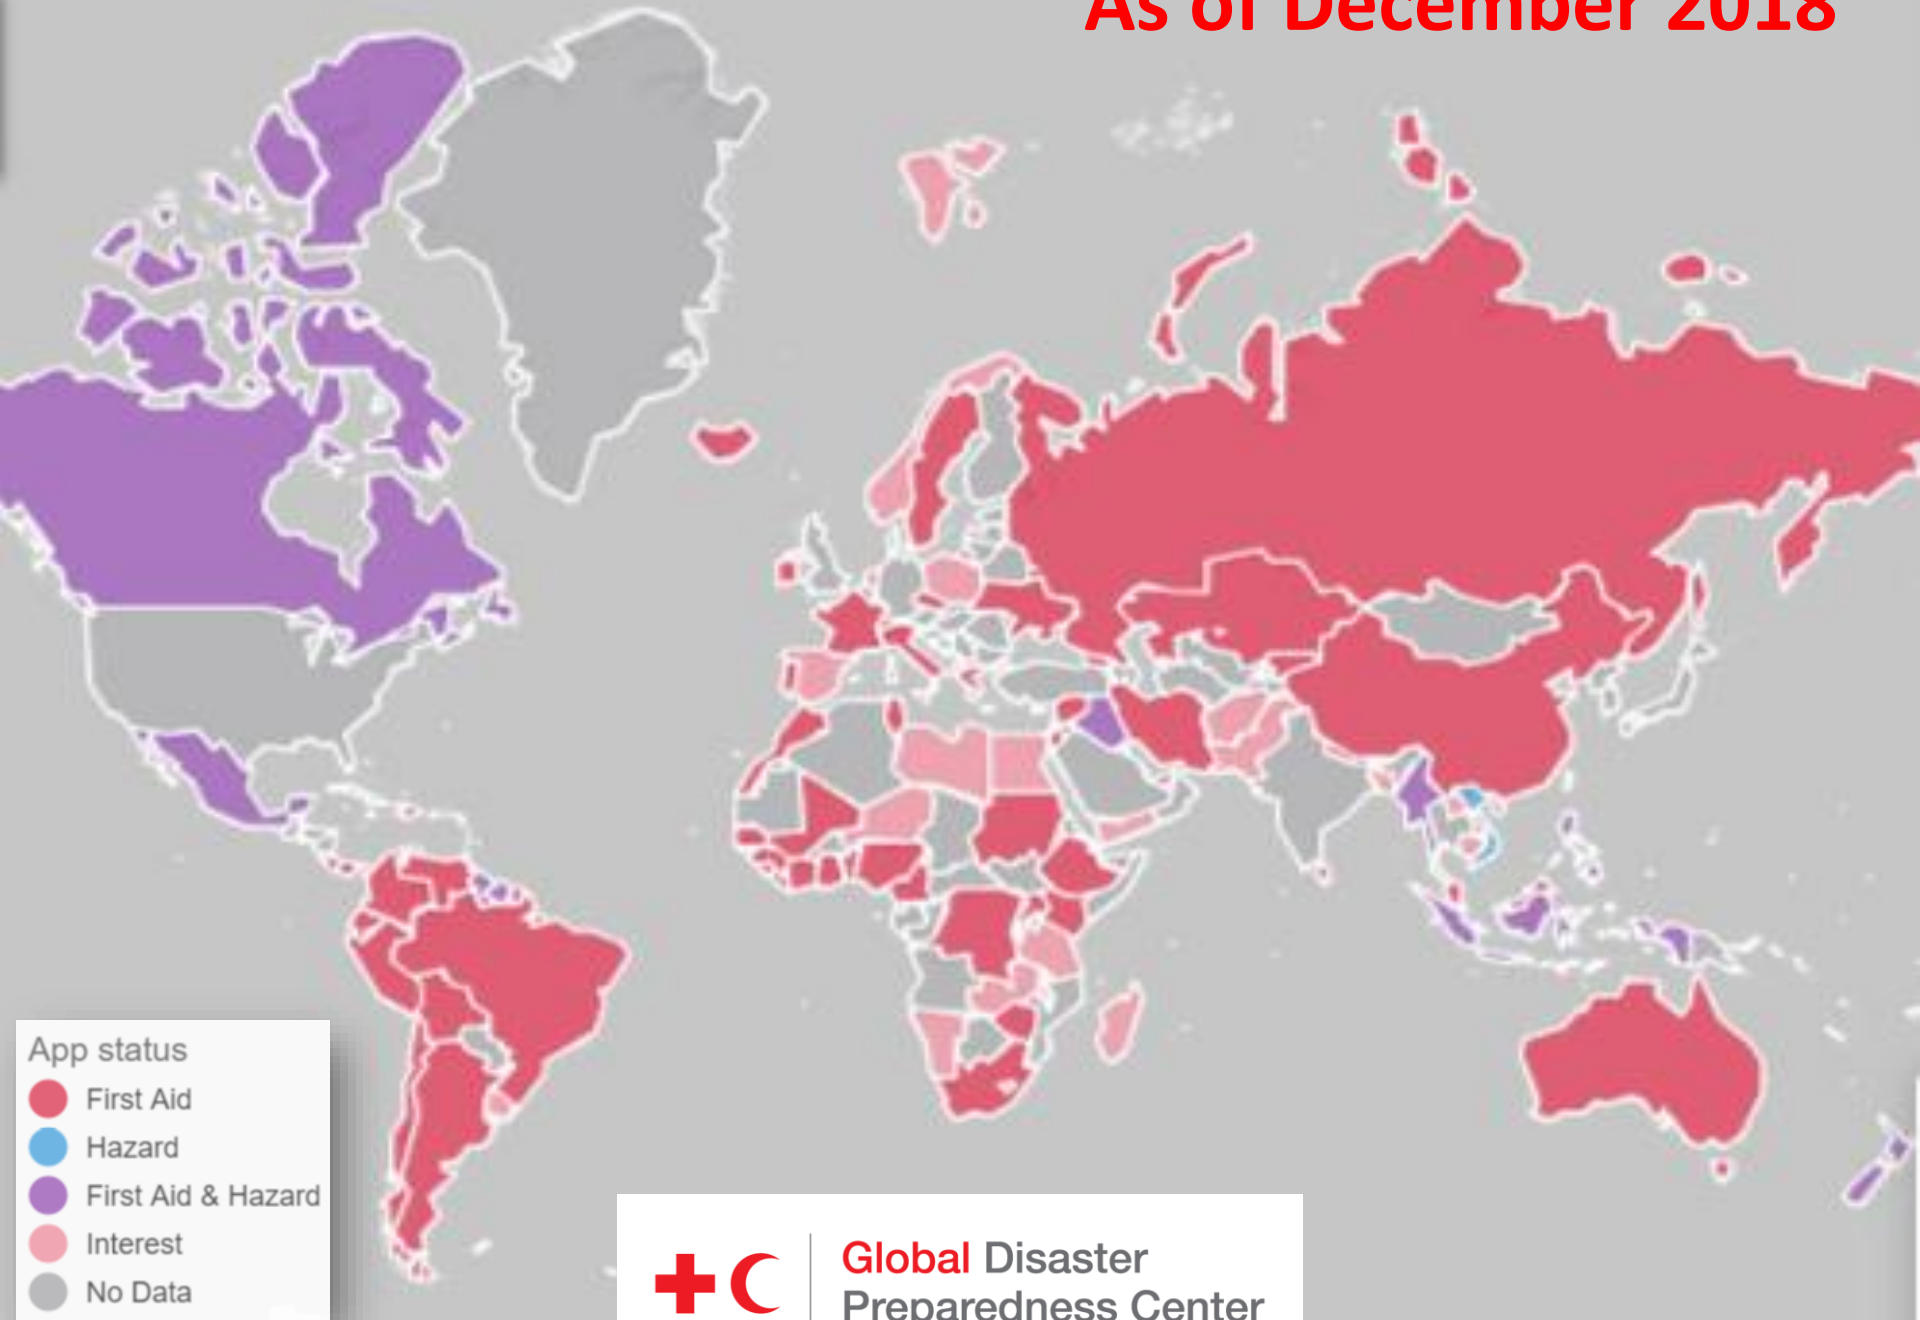 As of December 2018
App status
First Aid
Hazard
First Aid & Hazard
Interest
No Data
Global Disaster
Preparedness Center